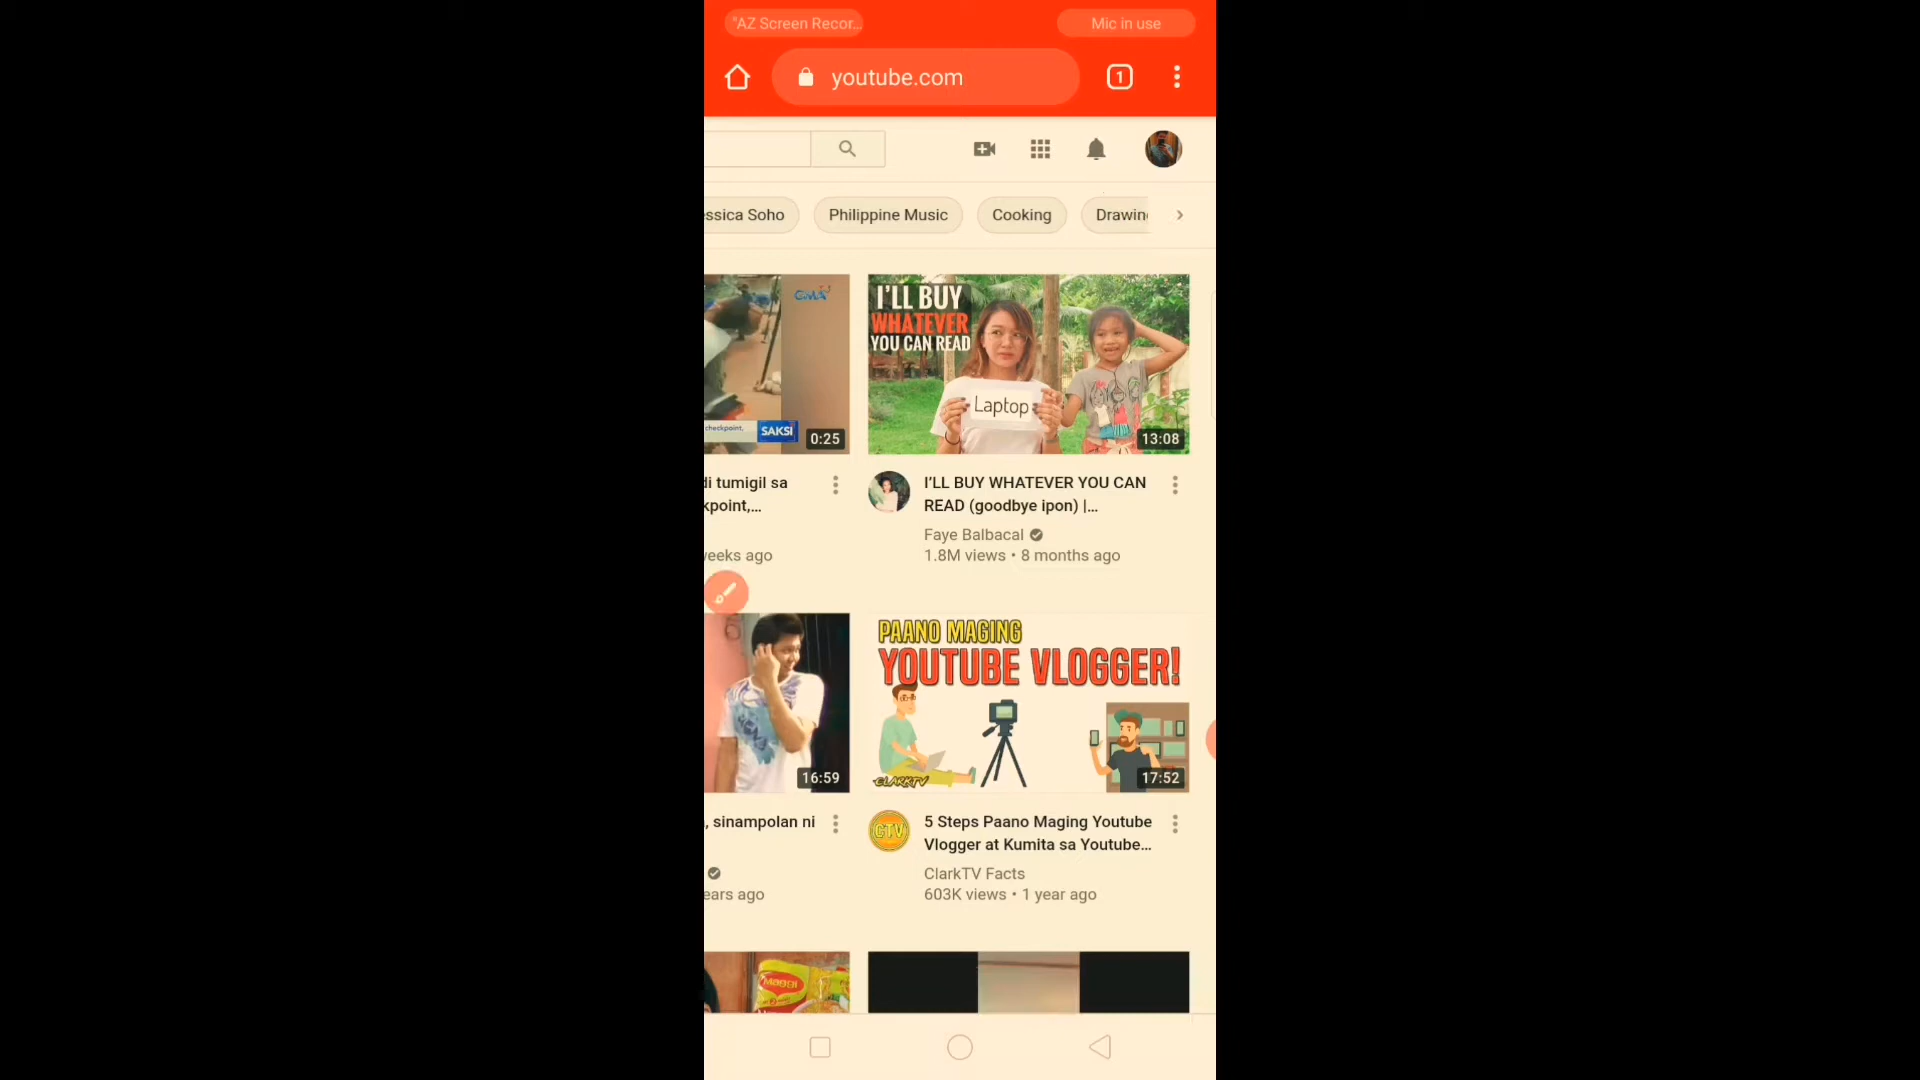 "AZ Screen Recor...
Mic in use
youtube.com
1
essica Soho
Philippine Music
Cooking
Drawin
GMA
checkpoint.
SAKSI
0:25
I'LL BUY
WHATEVER
YOU CAN READ
Laptop
13:08
di tumigil sa
kpoint,...
weeks ago
I'LL BUY WHATEVER YOU CAN
READ (goodbye ipon) |...
Faye Balbacal
1.8M views • 8 months ago
16:59
PAANO MAGING
YOUTUBE VLOGGER!
CLARKTV
17:52
, sinampolan ni
ears ago
CTV
5 Steps Paano Maging Youtube
Vlogger at Kumita sa Youtube...
ClarkTV Facts
603K views • 1 year ago
MAGGI